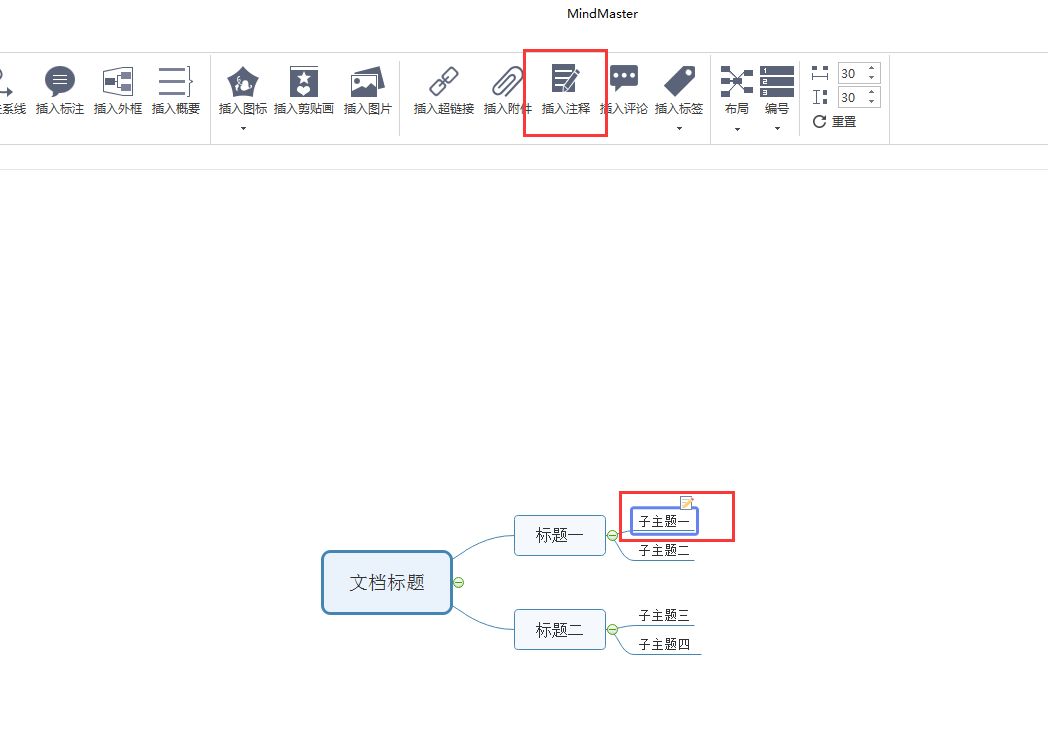 MindMaster
系线 插入标注 插入外框 插入概要 插入图标 插入剪贴画 插入图片 插入超链接 插入附件 插入注释 插入评论 插入标签 布局 编号
30
30
重置
1
2
3
文档标题
标题一
子主题一
子主题二
标题二
子主题三
子主题四